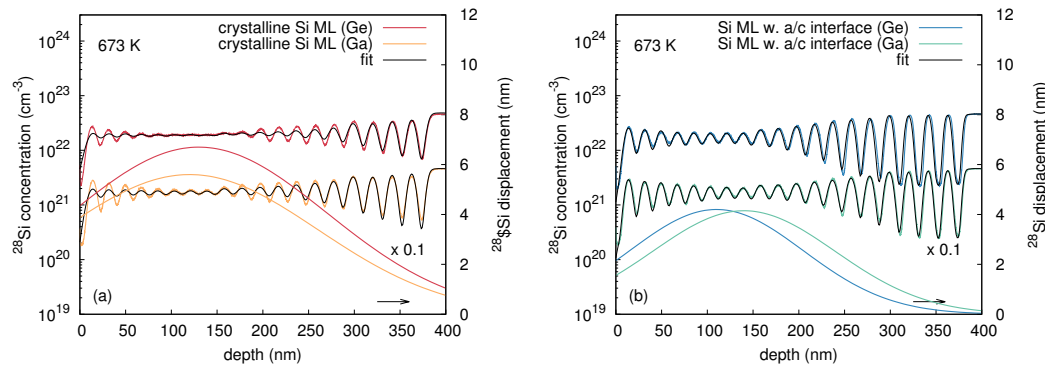 10^24
10^23
10^22
10^21
10^20
10^19
^28Si concentration (cm^-3)
673 K
crystalline Si ML (Ge)
crystalline Si ML (Ga)
fit
12
10
8
6
4
2
0
^28$Si displacement (nm)
x 0.1
(a)
0 50 100 150 200 250 300 350 400
depth (nm)
10^24
10^23
10^22
10^21
10^20
10^19
^28Si concentration (cm^-3)
673 K
Si ML w. a/c interface (Ge)
Si ML w. a/c interface (Ga)
fit
12
10
8
6
4
2
0
^28Si displacement (nm)
x 0.1
(b)
0 50 100 150 200 250 300 350 400
depth (nm)